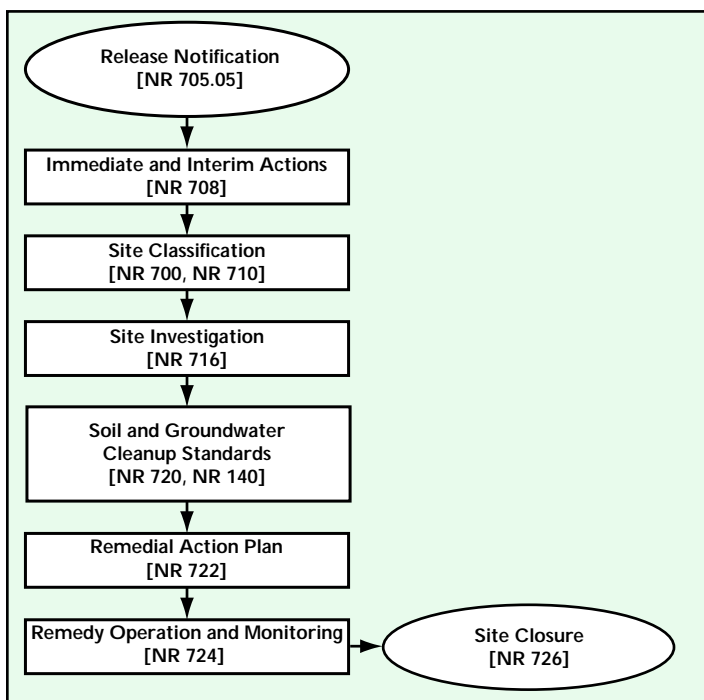 Release Notification
[NR 705.05]
Immediate and Interim Actions
[NR 708]
Site Classification
[NR 700, NR 710]
Site Investigation
[NR 716]
Soil and Groundwater
Cleanup Standards
[NR 720, NR 140]
Remedial Action Plan
[NR 722]
Remedy Operation and Monitoring
[NR 724]
Site Closure
[NR 726]